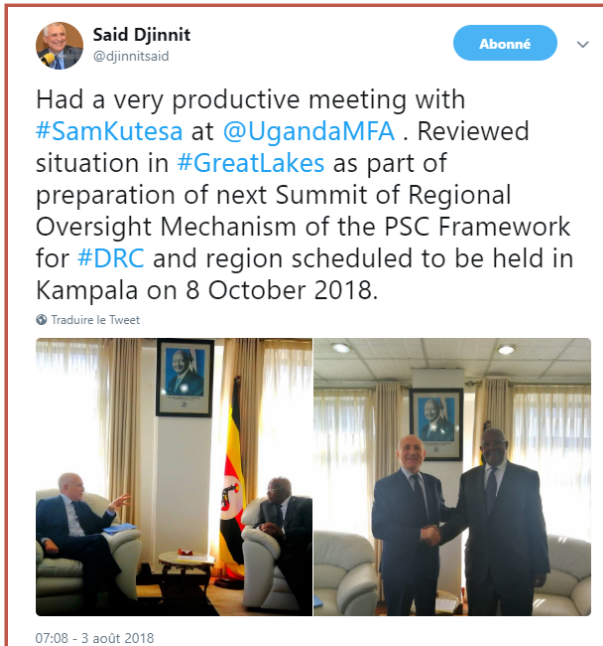 Said Djinnit
@djinnitsaid
Abonné
Had a very productive meeting with
#SamKutesa at @UgandaMFA . Reviewed
situation in #GreatLakes as part of
preparation of next Summit of Regional
Oversight Mechanism of the PSC Framework
for #DRC and region scheduled to be held in
Kampala on 8 October 2018.
Traduire le Tweet
07:08 - 3 août 2018